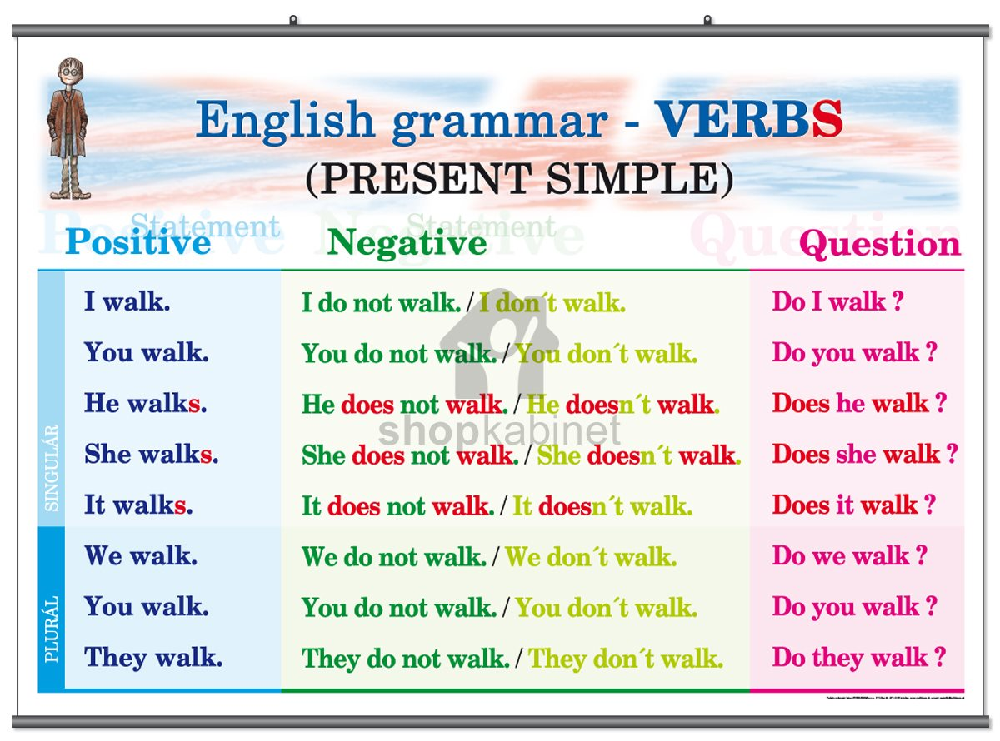 English grammar - VERBS
(PRESENT SIMPLE)
Positive Statement Negative Statement Question
Positive Negative Question
I walk. I do not walk. / I don´t walk. Do I walk ?
You walk. You do not walk. / You don´t walk. Do you walk ?
He walks. He does not walk. / He doesn´t walk. Does he walk ?
shopkabinet
She walks. She does not walk. / She doesn´t walk. Does she walk ?
It walks. It does not walk. / It doesn´t walk. Does it walk ?
SINGULÁR
We walk. We do not walk. / We don´t walk. Do we walk ?
You walk. You do not walk. / You don´t walk. Do you walk ?
They walk. They do not walk. / They don´t walk. Do they walk ?
PLURÁL